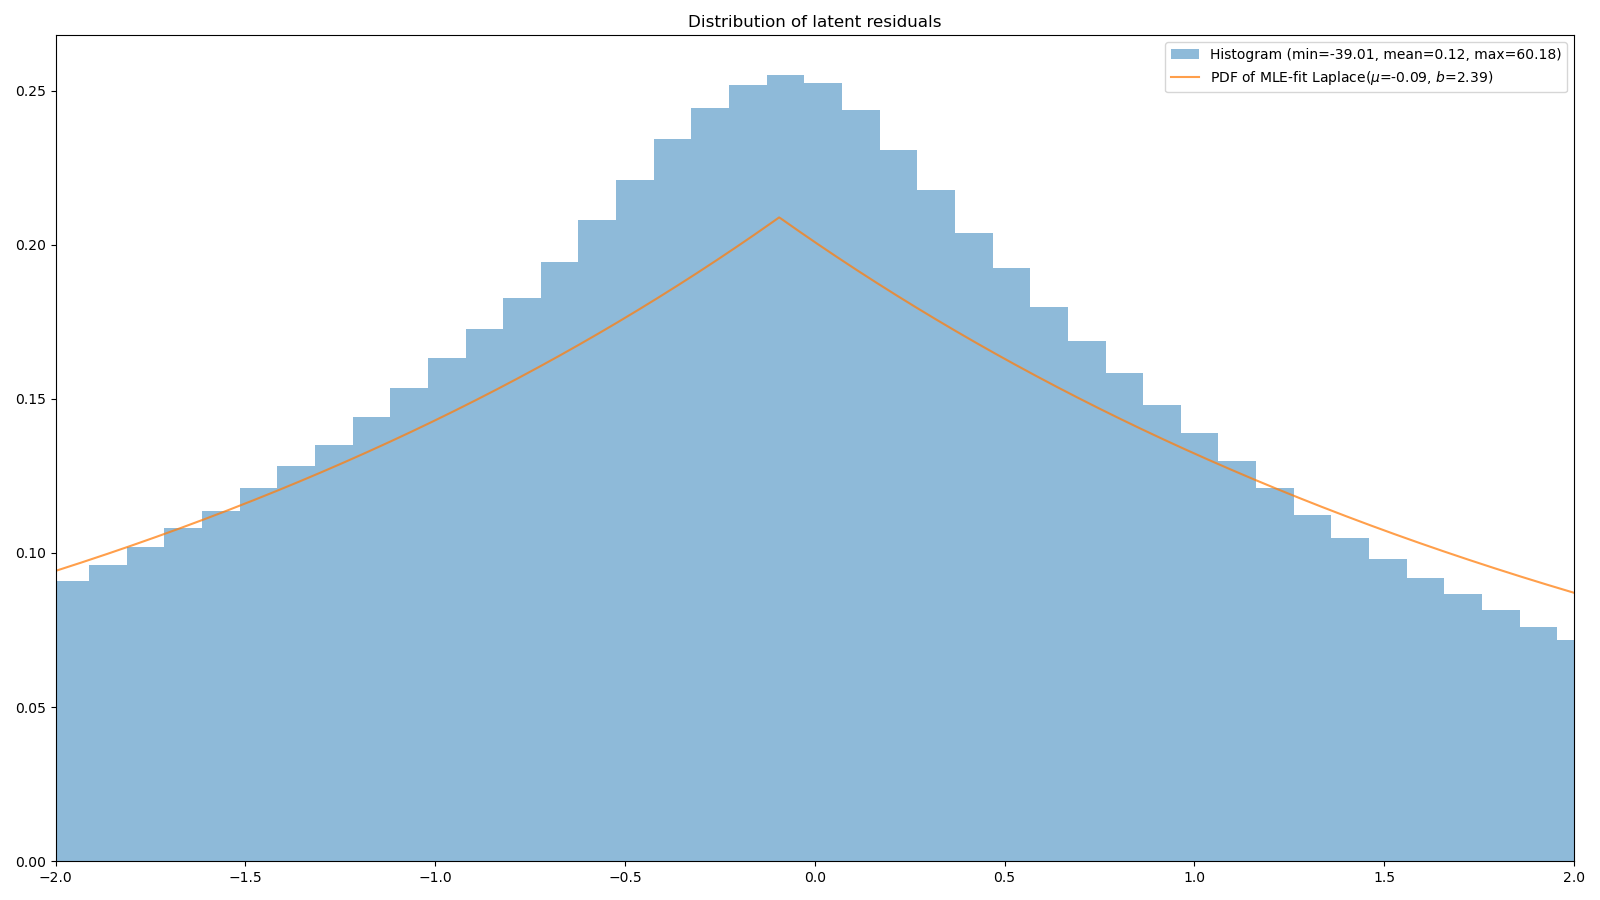 Distribution of latent residuals
Histogram (min=-39.01, mean=0.12, max=60.18)
PDF of MLE-fit Laplace(μ=-0.09, b=2.39)
0.25
0.20
0.15
0.10
0.05
0.00
−2.0 −1.5 −1.0 −0.5 0.0 0.5 1.0 1.5 2.0